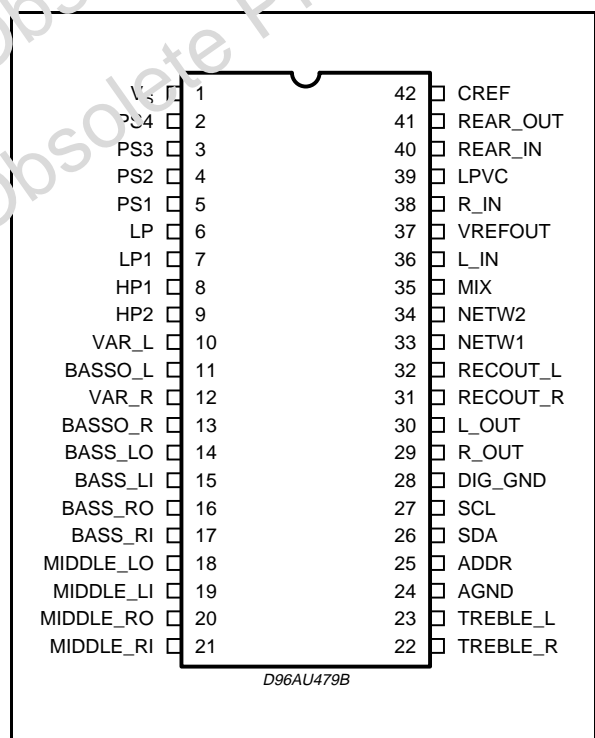 Obsolete Pr
VS 1 42 CREF
PS4 2 41 REAR_OUT
PS3 3 40 REAR_IN
PS2 4 39 LPVC
PS1 5 38 R_IN
LP 6 37 VREFOUT
LP1 7 36 L_IN
HP1 8 35 MIX
HP2 9 34 NETW2
VAR_L 10 33 NETW1
BASSO_L 11 32 RECOUT_L
VAR_R 12 31 RECOUT_R
BASSO_R 13 30 L_OUT
BASS_LO 14 29 R_OUT
BASS_LI 15 28 DIG_GND
BASS_RO 16 27 SCL
BASS_RI 17 26 SDA
MIDDLE_LO 18 25 ADDR
MIDDLE_LI 19 24 AGND
MIDDLE_RO 20 23 TREBLE_L
MIDDLE_RI 21 22 TREBLE_R
D96AU479B